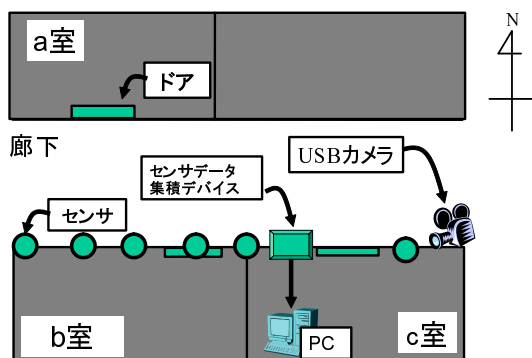 a室
N
ドア
廊下
USBカメラ
センサデータ
集積デバイス
センサ
b室
PC
c室